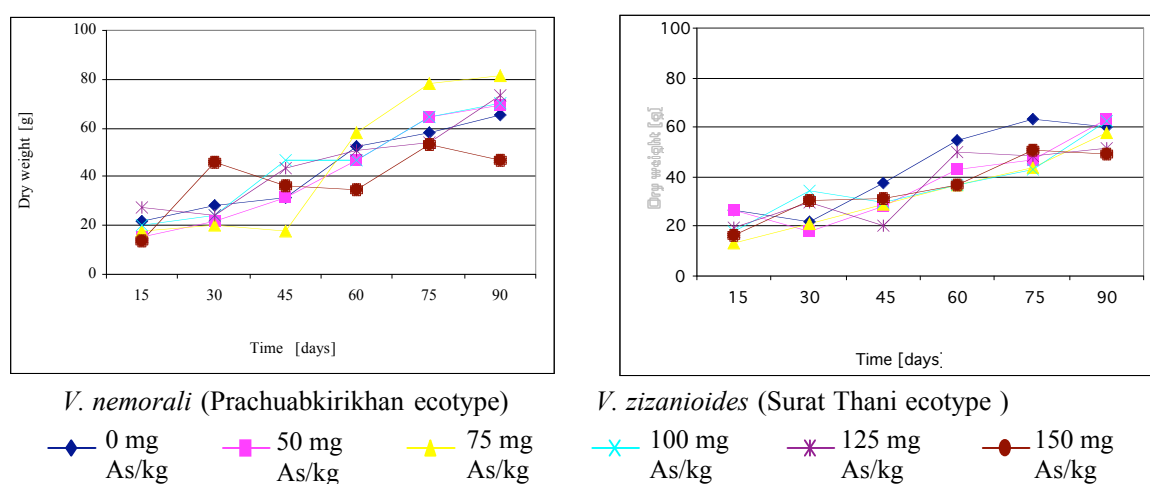 100
80
60
40
20
0
Dry weight [g]
15 30 45 60 75 90
Time [days]
100
80
60
40
20
0
Dry weight [g]
15 30 45 60 75 90
Time [days]
V. nemorali (Prachuabkirikhan ecotype)
V. zizanioides (Surat Thani ecotype )
0 mg
As/kg
50 mg
As/kg
75 mg
As/kg
100 mg
As/kg
125 mg
As/kg
150 mg
As/kg